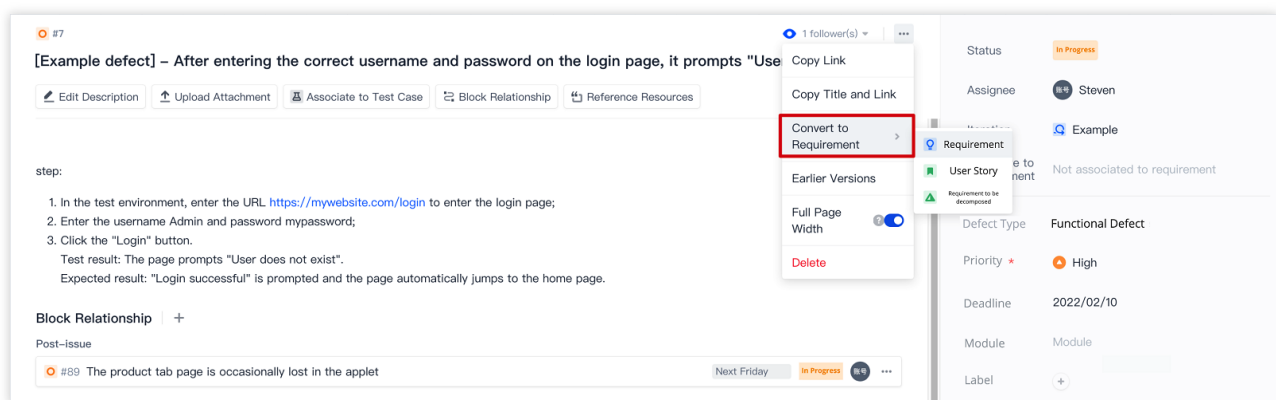 #7
1 follower(s)
[Example defect] – After entering the correct username and password on the login page, it prompts "Use
Edit Description
Upload Attachment
Associate to Test Case
Block Relationship
Reference Resources
step:
1. In the test environment, enter the URL https://mywebsite.com/login to enter the login page;
2. Enter the username Admin and password mypassword;
3. Click the "Login" button.
Test result: The page prompts "User does not exist".
Expected result: "Login successful" is prompted and the page automatically jumps to the home page.
Block Relationship
Post-issue
#89 The product tab page is occasionally lost in the applet
Next Friday
In Progress
账号
Copy Link
Copy Title and Link
Convert to
Requirement
Earlier Versions
Full Page
Width
Delete
Requirement
User Story
Requirement to be
decomposed
Status
In Progress
Assignee
账号
Steven
Example
e to
Not associated to requirement
Defect Type
Functional Defect
Priority *
High
Deadline
2022/02/10
Module
Module
Label